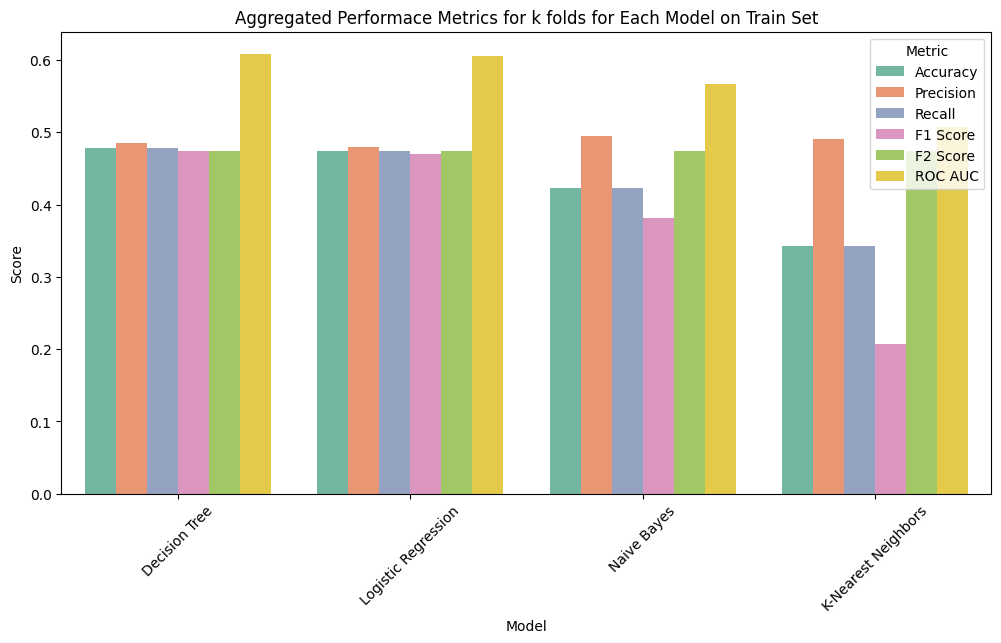 Aggregated Performace Metrics for k folds for Each Model on Train Set
Metric
Accuracy
Precision
Recall
F1 Score
F2 Score
ROC AUC
Score
0.6
0.5
0.4
0.3
0.2
0.1
0.0
Decision Tree
Logistic Regression
Naive Bayes
K-Nearest Neighbors
Model